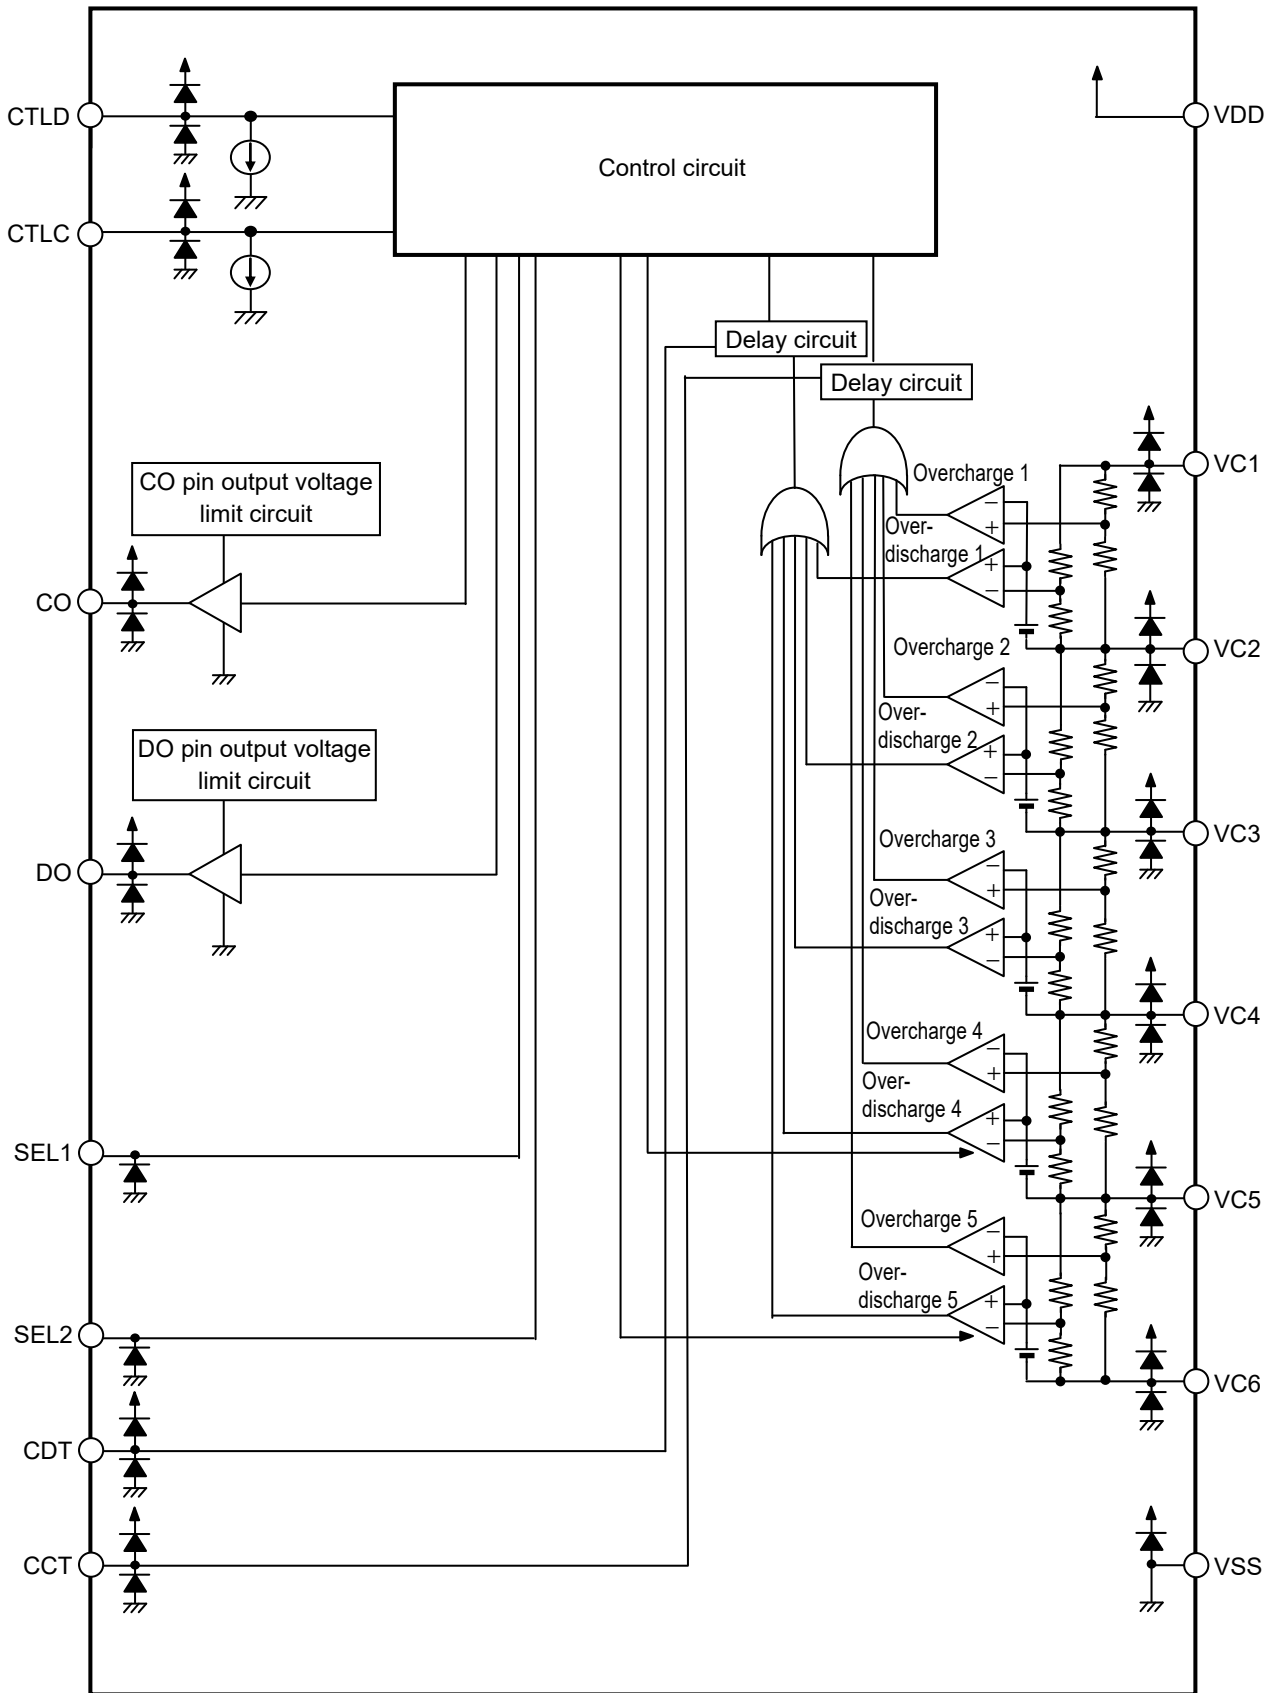 CTLD
VDD
Control circuit
CTLC
Delay circuit
Delay circuit
VC1
CO pin output voltage
limit circuit
Overcharge 1
−
+
Over-
discharge 1
+
−
CO
VC2
Overcharge 2
−
+
Over-
discharge 2
+
−
DO pin output voltage
limit circuit
VC3
Overcharge 3
−
+
DO
Over-
discharge 3
+
−
VC4
Overcharge 4
−
+
Over-
discharge 4
+
−
SEL1
VC5
Overcharge 5
−
+
Over-
discharge 5
+
−
SEL2
VC6
CDT
CCT
VSS